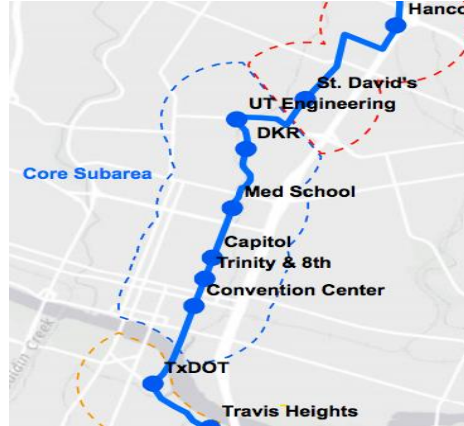 Hanco
St. David's
UT Engineering
DKR
Core Subarea
Med School
Capitol
Trinity & 8th
Convention Center
TxDOT
Travis Heights